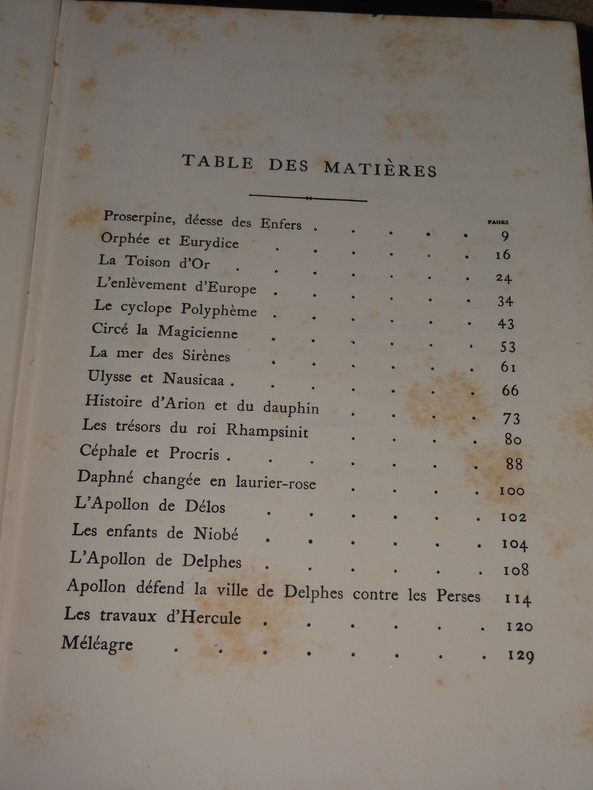 TABLE DES MATIÈRES
PAGES
Proserpine, déesse des Enfers . . . . . 9
Orphée et Eurydice . . . . . 16
La Toison d'Or . . . . . . 24
L'enlèvement d'Europe . . . . . 34
Le cyclope Polyphème . . . . . 43
Circé la Magicienne . . . . . 53
La mer des Sirènes . . . . . 61
Ulysse et Nausicaa . . . . . . 66
Histoire d'Arion et du dauphin . . . . 73
Les trésors du roi Rhampsinit . . . . 80
Céphale et Procris . . . . . . 88
Daphné changée en laurier-rose . . . . 100
L'Apollon de Délos . . . . . . 102
Les enfants de Niobé . . . . . . 104
L'Apollon de Delphes . . . . . . 108
Apollon défend la ville de Delphes contre les Perses 114
Les travaux d'Hercule . . . . . . 120
Méléagre . . . . . . . . 129